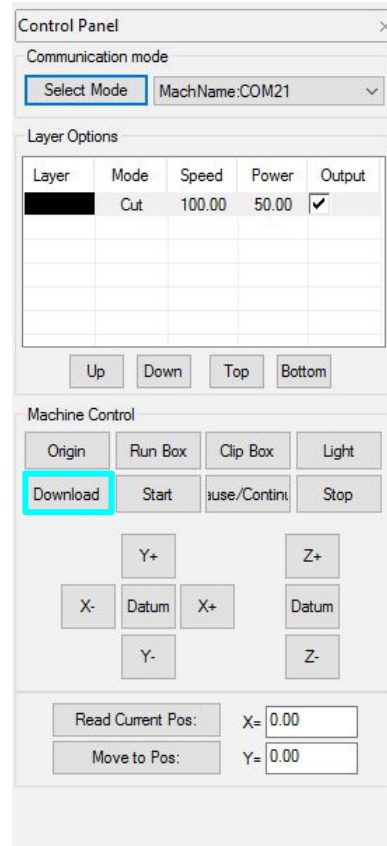 Control Panel
Communication mode
Select Mode MachName:COM21
Layer Options
Layer Mode Speed Power Output
Cut 100.00 50.00
Up Down Top Bottom
Machine Control
Origin Run Box Clip Box Light
Download Start ause/Continu Stop
Y+ Z+
X- Datum X+ Datum
Y- Z-
Read Current Pos: X= 0.00
Move to Pos: Y= 0.00